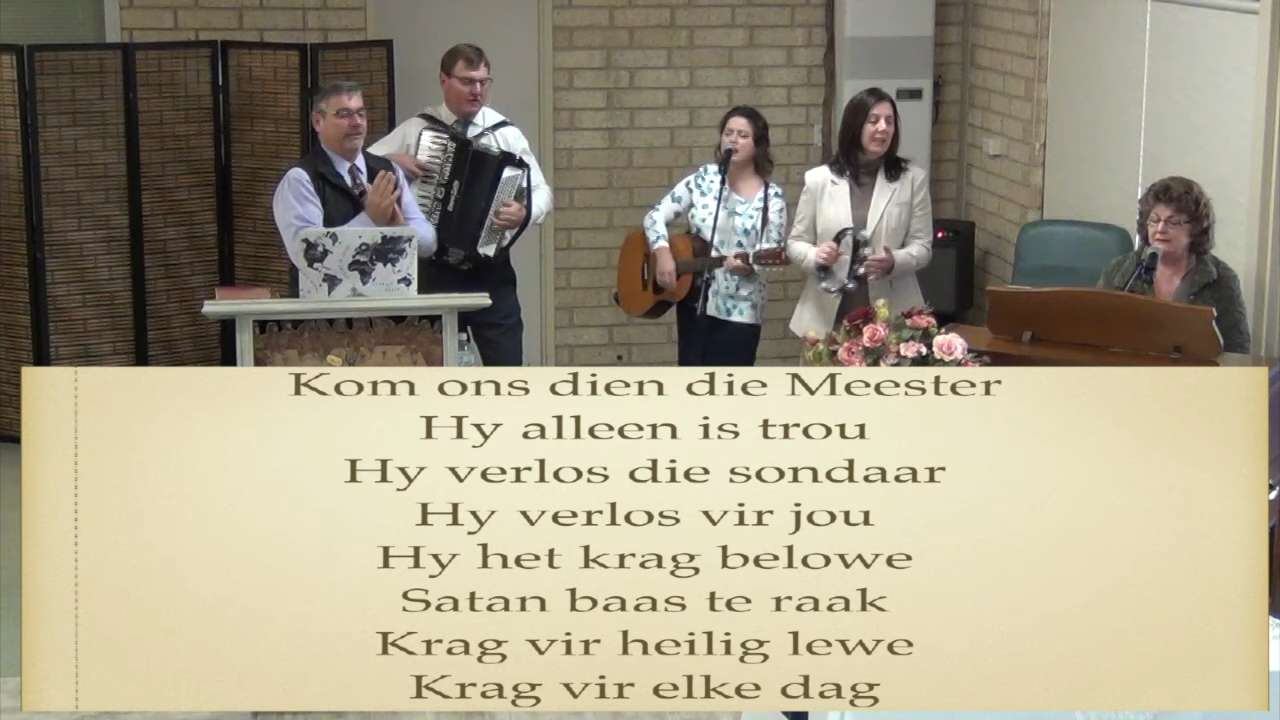 Kom ons dien die Meester
Hy alleen is trou
Hy verlos die sondaar
Hy verlos vir jou
Hy het krag belowe
Satan baas te raak
Krag vir heilig lewe
Krag vir elke dag